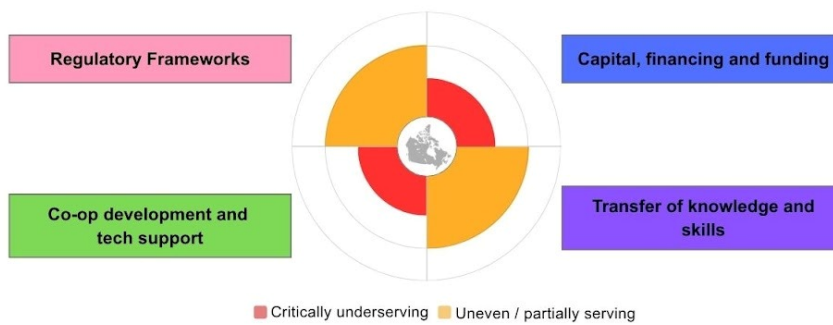 Regulatory Frameworks
Capital, financing and funding
Co-op development and
tech support
Transfer of knowledge and
skills
Critically underserving
Uneven / partially serving